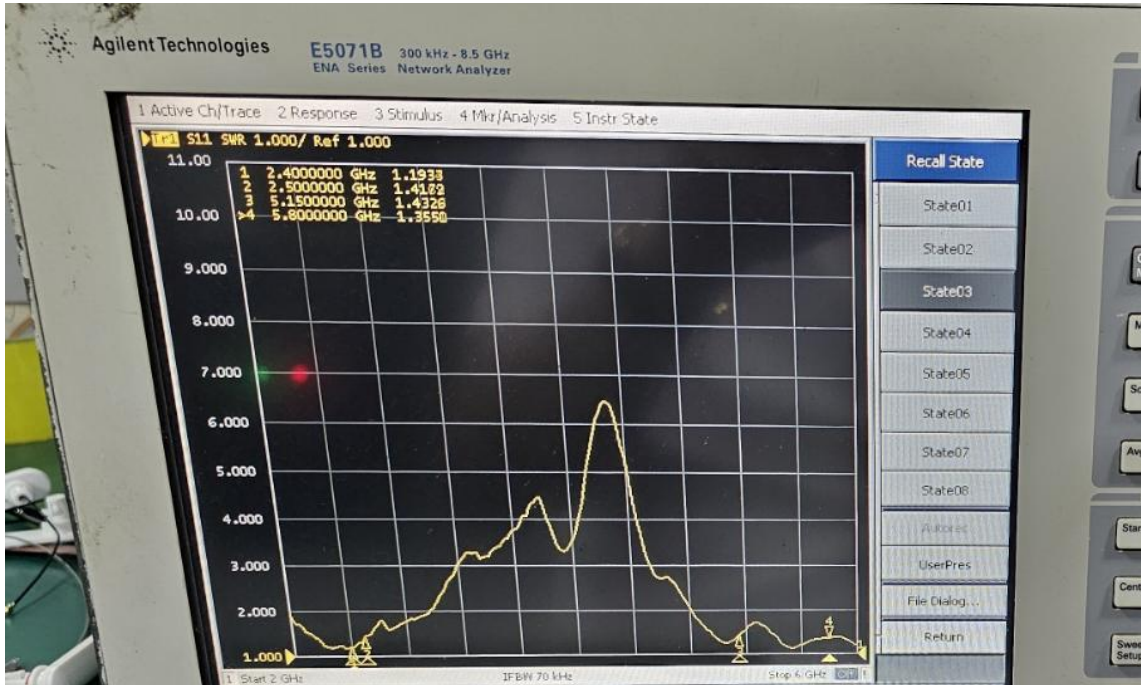 Agilent Technologies
E5071B 300 kHz - 8.5 GHz
ENA Series Network Analyzer
1 Active Ch/Trace 2 Response 3 Stimulus 4 Mkr/Analysis 5 Instr State
Tr1 S11 SWR 1.000/ Ref 1.000
11.00
1 2.4000000 GHz 1.1933
2 2.5000000 GHz
3 5.1500000 GHz 1.4326
>4 5.8000000 GHz
10.00
9.000
8.000
7.000
6.000
5.000
4.000
3.000
2.000
1.000
4
1 Start 2 GHz IFBW 70 kHz Stop 6 GHz Off
Recall State
State01
State02
State03
State04
State05
State06
State07
State08
Autorec
UserPres
File Dialog...
Return